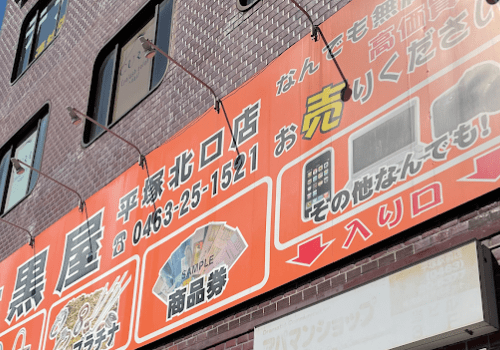 なんでも無
高価買
お売りください
平塚北口店
0463-25-1521
黒屋
SAMPLE
商品券
プラチナ
その他なんでも!
入り口
アパマンショップ